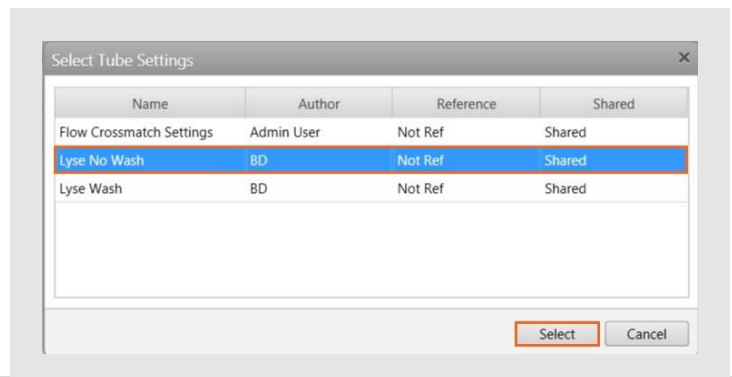 Select Tube Settings
Name Author Reference Shared
Flow Crossmatch Settings Admin User Not Ref Shared
Lyse No Wash BD Not Ref Shared
Lyse Wash BD Not Ref Shared
Select Cancel